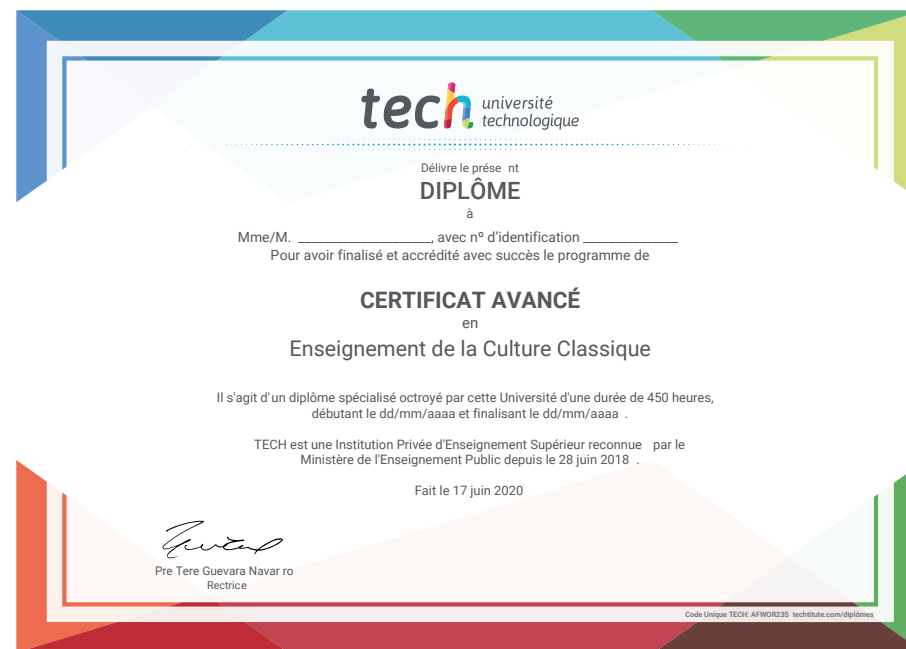 tech université
technologique
Délivre le prése nt
DIPLÔME
à
Mme/M. _____________________, avec nº d'identification _______________
Pour avoir finalisé et accrédité avec succès le programme de
CERTIFICAT AVANCÉ
en
Enseignement de la Culture Classique
Il s'agit d'un diplôme spécialisé octroyé par cette Université d'une durée de 450 heures,
débutant le dd/mm/aaaa et finalisant le dd/mm/aaaa .
TECH est une Institution Privée d'Enseignement Supérieur reconnue par le
Ministère de l'Enseignement Public depuis le 28 juin 2018 .
Fait le 17 juin 2020
Pre Tere Guevara Navar ro
Rectrice
Code Unique TECH: AFWOR23S techtitute.com/diplômes